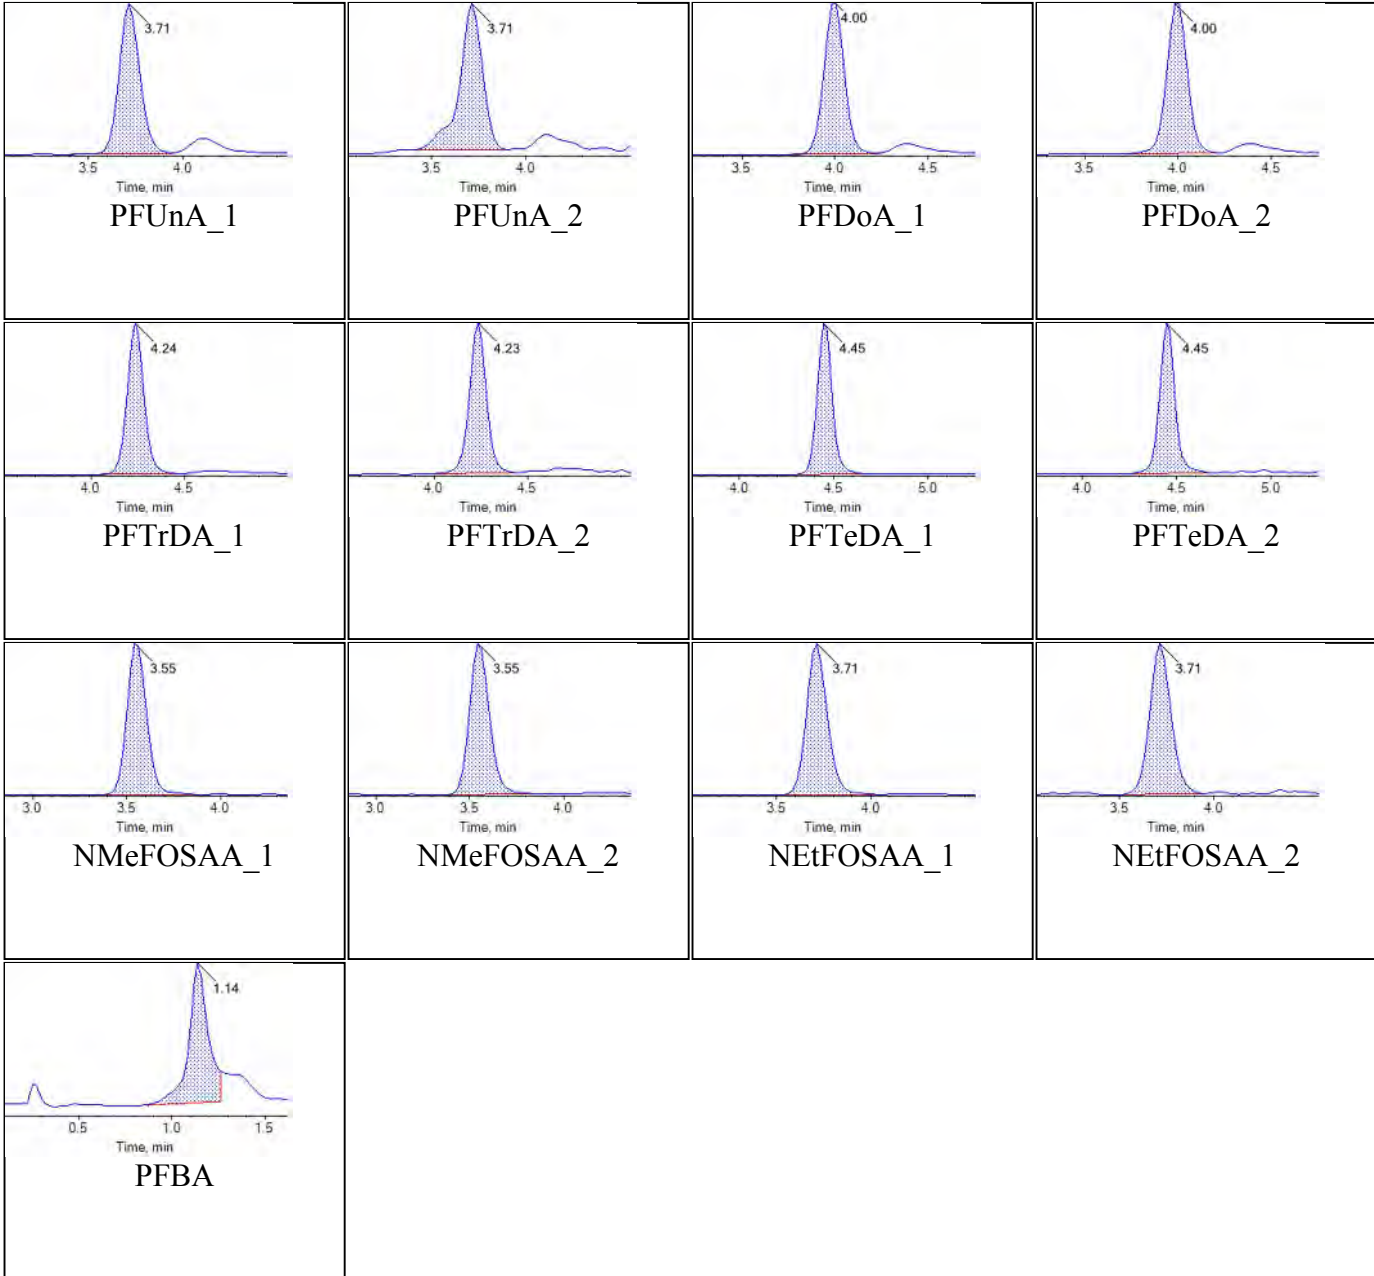 3.71
3.5 4.0
Time, min
PFUnA_1
3.71
3.5 4.0
Time, min
PFUnA_2
4.00
3.5 4.0 4.5
Time, min
PFDoA_1
4.00
3.5 4.0 4.5
Time, min
PFDoA_2
4.24
4.0 4.5
Time, min
PFTrDA_1
4.23
4.0 4.5
Time, min
PFTrDA_2
4.45
4.0 4.5 5.0
Time, min
PFTeDA_1
4.45
4.0 4.5 5.0
Time, min
PFTeDA_2
3.55
3.0 3.5 4.0
Time, min
NMeFOSAA_1
3.55
3.0 3.5 4.0
Time, min
NMeFOSAA_2
3.71
3.5 4.0
Time, min
NEtFOSAA_1
3.71
3.5 4.0
Time, min
NEtFOSAA_2
1.14
0.5 1.0 1.5
Time, min
PFBA